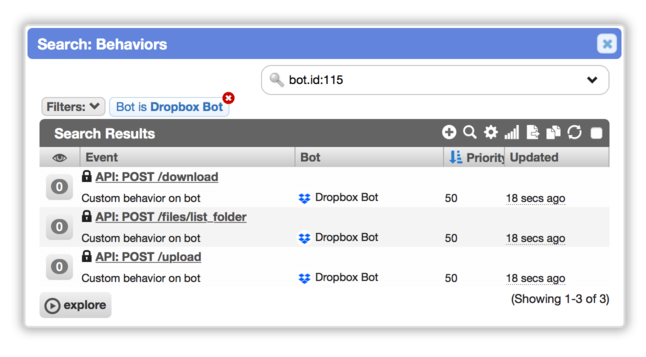 Search: Behaviors
bot.id:115
Filters: Bot is Dropbox Bot
Search Results
Event Bot Priority Updated
API: POST /download
0 Custom behavior on bot Dropbox Bot 50 18 secs ago
API: POST /files/list_folder
0 Custom behavior on bot Dropbox Bot 50 18 secs ago
API: POST /upload
0 Custom behavior on bot Dropbox Bot 50 18 secs ago
explore (Showing 1-3 of 3)